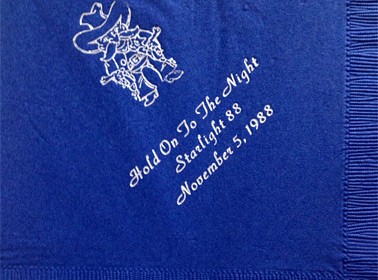 Hold On To The Night
Starlight 88
November 5, 1988